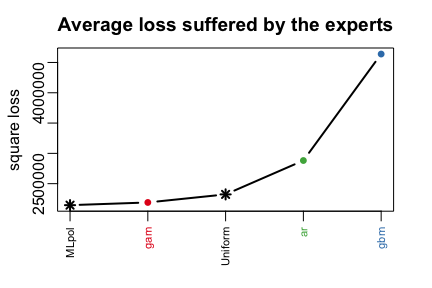 Average loss suffered by the experts
square loss
4000000
2500000
MLpol
gam
Uniform
ar
gbm